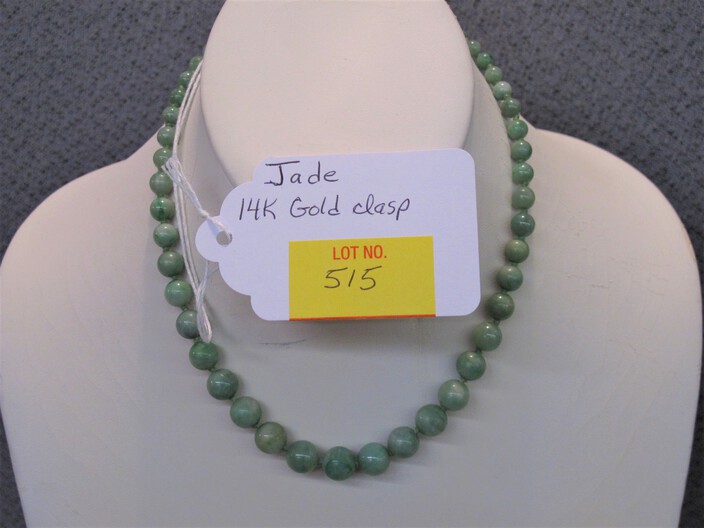 Jade
14K Gold clasp
LOT NO.
515